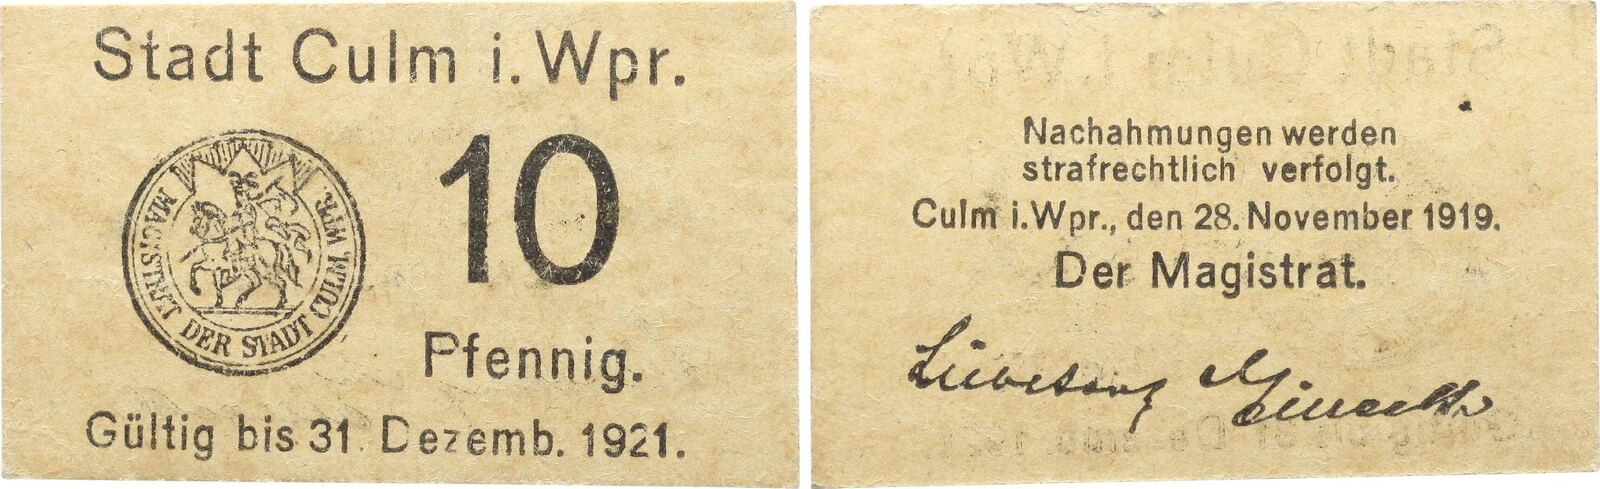 Stadt Culm i. Wpr.
MAGISTRAT DER STADT CULM WPR.
10
Pfennig.
Gültig bis 31. Dezemb. 1921.
Nachahmungen werden
strafrechtlich verfolgt.
Culm i. Wpr., den 28. November 1919.
Der Magistrat.